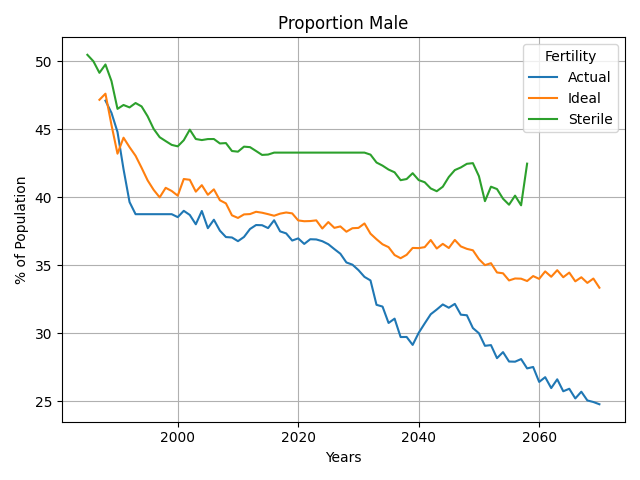 Proportion Male
% of Population
50
45
40
35
30
25
Fertility
Actual
Ideal
Sterile
2000
2020
2040
2060
Years